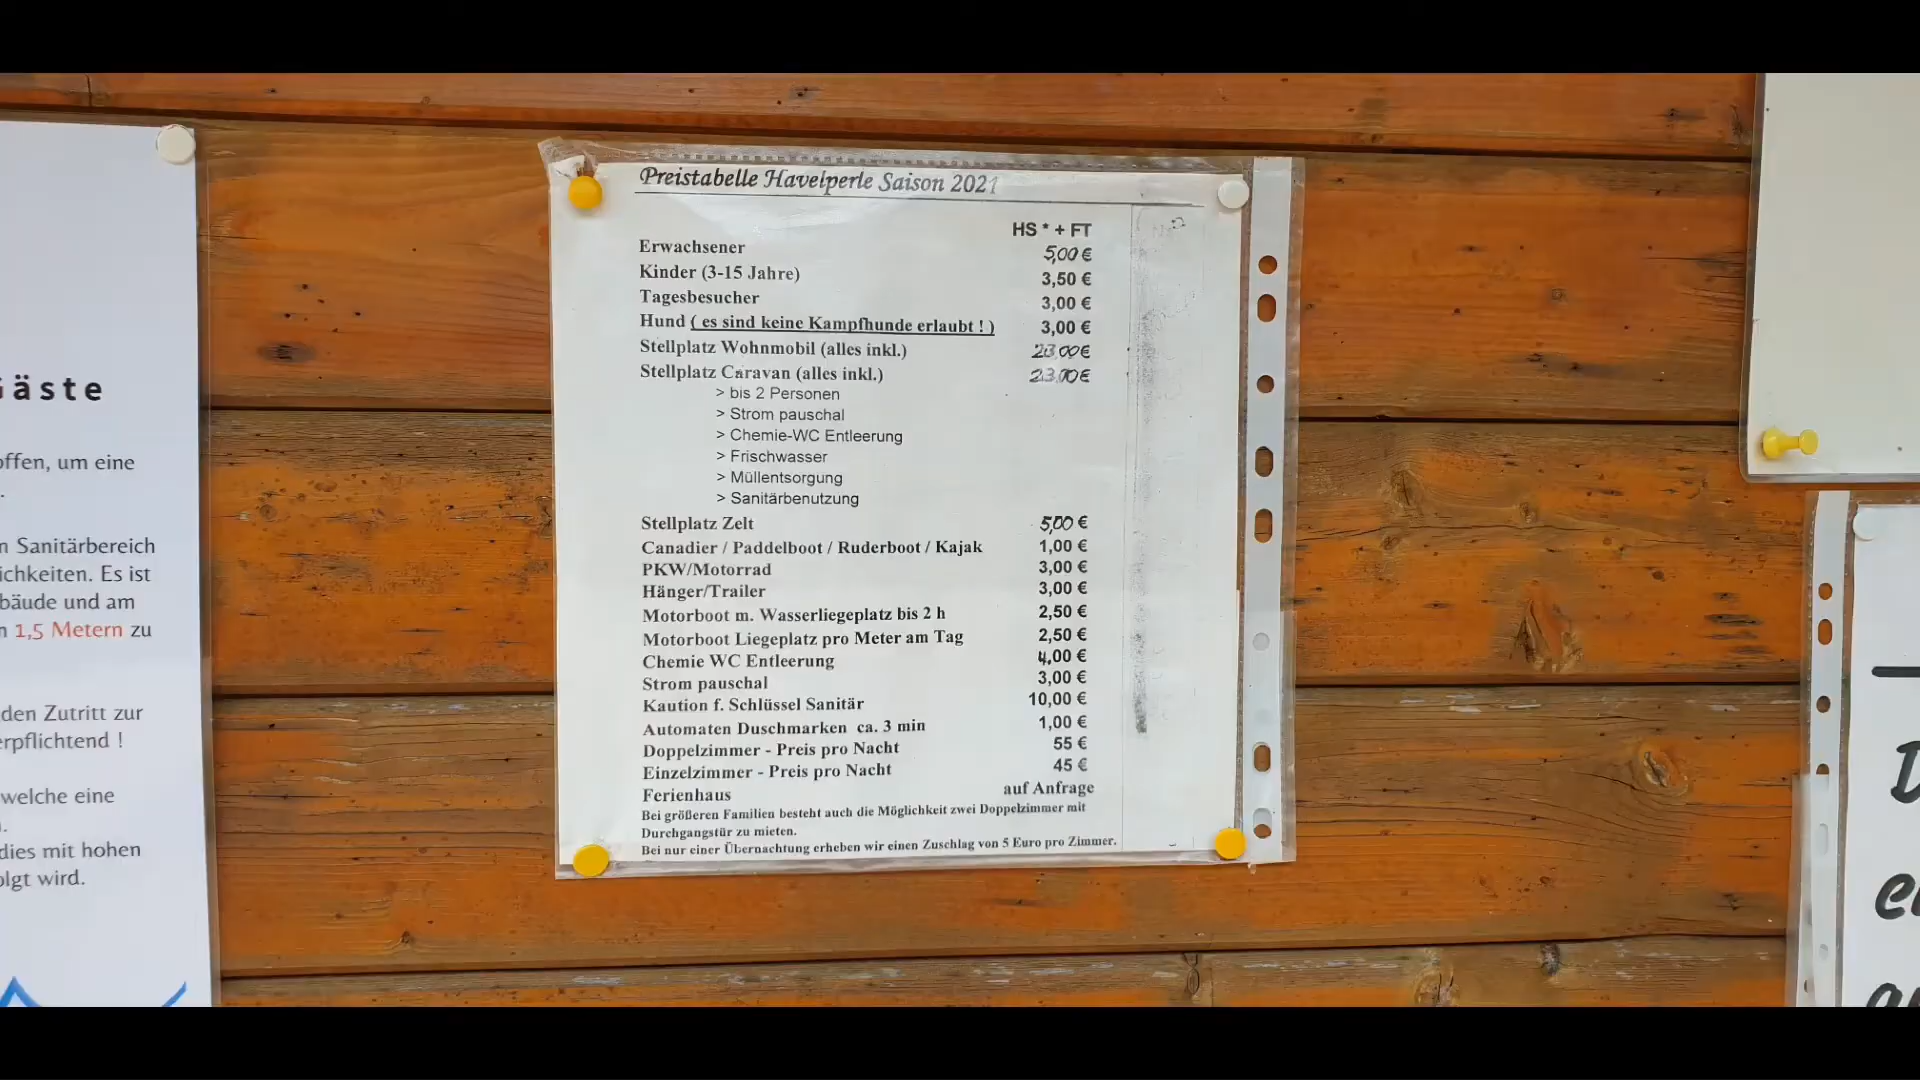 Gäste
offen, um eine
n Sanitärbereich
ichkeiten. Es ist
bäude und am
n 1,5 Metern zu
den Zutritt zur
erpflichtend !
welche eine
dies mit hohen
olgt wird.
Preistabelle Havelperle Saison 2021
HS * + FT
Erwachsener 5,00 €
Kinder (3-15 Jahre) 3,50 €
Tagesbesucher 3,00 €
Hund ( es sind keine Kampfhunde erlaubt ! ) 3,00 €
Stellplatz Wohnmobil (alles inkl.) 23,00€
Stellplatz Caravan (alles inkl.) 23,00€
> bis 2 Personen
> Strom pauschal
> Chemie-WC Entleerung
> Frischwasser
> Müllentsorgung
> Sanitärbenutzung
Stellplatz Zelt 5,00 €
Canadier / Paddelboot / Ruderboot / Kajak 1,00 €
PKW/Motorrad 3,00 €
Hänger/Trailer 3,00 €
Motorboot m. Wasserliegeplatz bis 2 h 2,50 €
Motorboot Liegeplatz pro Meter am Tag 2,50 €
Chemie WC Entleerung 4,00 €
Strom pauschal 3,00 €
Kaution f. Schlüssel Sanitär 10,00 €
Automaten Duschmarken ca. 3 min 1,00 €
Doppelzimmer - Preis pro Nacht 55 €
Einzelzimmer - Preis pro Nacht 45 €
Ferienhaus auf Anfrage
Bei größeren Familien besteht auch die Möglichkeit zwei Doppelzimmer mit
Durchgangstür zu mieten.
Bei nur einer Übernachtung erheben wir einen Zuschlag von 5 Euro pro Zimmer.